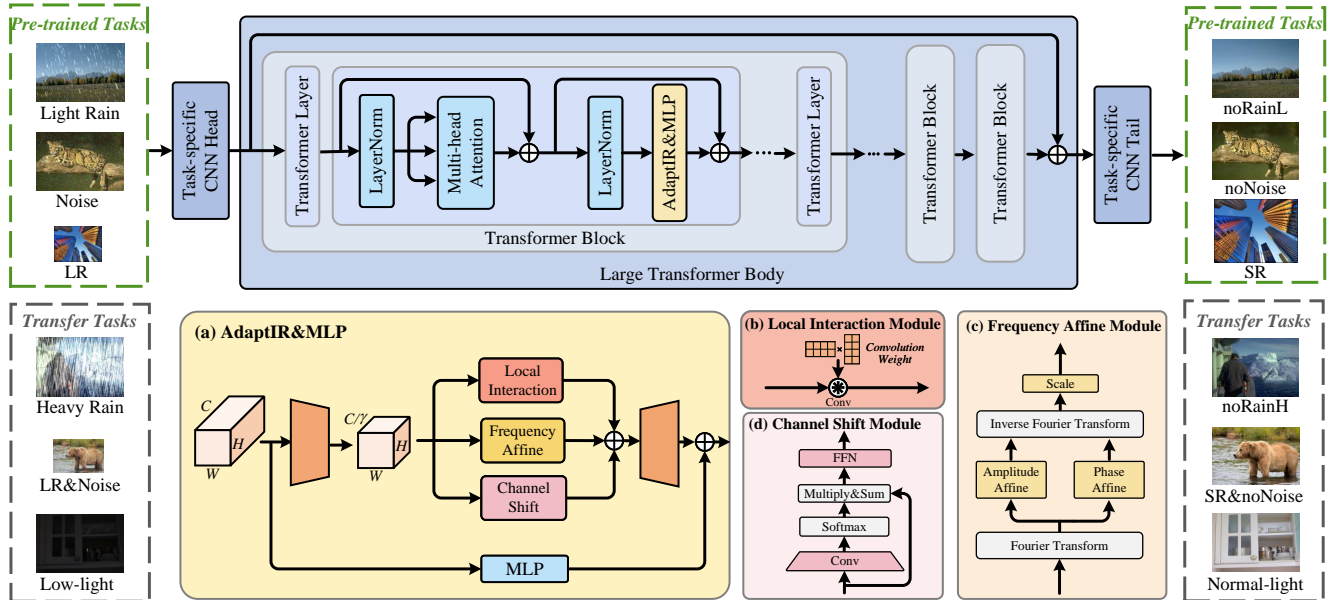 Pre-trained Tasks
Light Rain
Noise
LR
Task-specific
CNN Head
Transformer Layer
LayerNorm
Multi-head
Attention
LayerNorm
AdaptIR&MLP
Transformer Layer
Transformer Block
Transformer Block
Transformer Block
Large Transformer Body
Task-specific
CNN Tail
Pre-trained Tasks
noRainL
noNoise
SR
Transfer Tasks
Heavy Rain
LR&Noise
Low-light
(a) AdaptIR&MLP
C
H
W
C/γ
H
W
Local
Interaction
Frequency
Affine
Channel
Shift
MLP
(b) Local Interaction Module
Convolution
Weight
Conv
(d) Channel Shift Module
FFN
Multiply&Sum
Softmax
Conv
(c) Frequency Affine Module
Scale
Inverse Fourier Transform
Amplitude
Affine
Phase
Affine
Fourier Transform
Transfer Tasks
noRainH
SR&noNoise
Normal-light